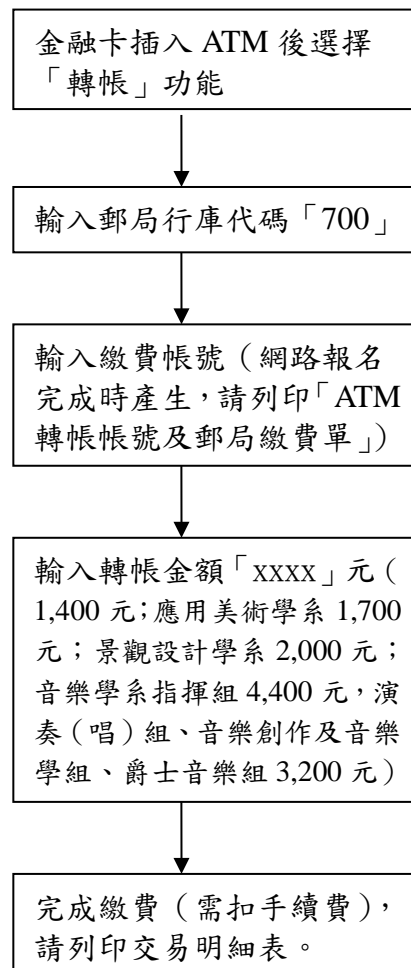 金融卡插入 ATM 後選擇
「轉帳」功能
輸入郵局行庫代碼「700」
輸入繳費帳號（網路報名
完成時產生，請列印「ATM
轉帳帳號及郵局繳費單」）
輸入轉帳金額「xxxx」元（
1,400 元；應用美術學系 1,700
元；景觀設計學系 2,000 元；
音樂學系指揮組 4,400 元，演
奏（唱）組、音樂創作及音樂
學組、爵士音樂組 3,200 元）
完成繳費（需扣手續費），
請列印交易明細表。